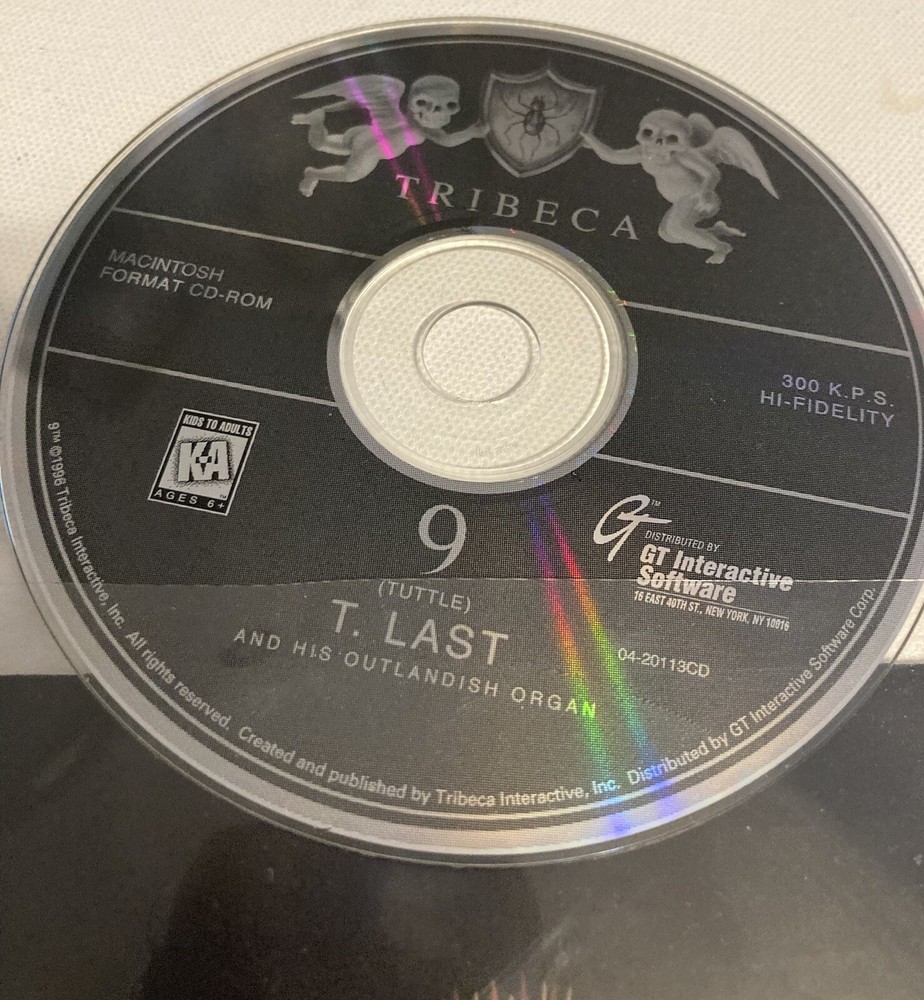 TRIBECA
MACINTOSH
FORMAT CD-ROM
300 K.P.S.
HI-FIDELITY
KIDS TO ADULTS
K-A
AGES 6+
9
(TUTTLE)
T. LAST
AND HIS OUTLANDISH ORGAN
GT™
DISTRIBUTED BY
GT Interactive
Software
16 EAST 40TH ST., NEW YORK, NY 10016
04-20113CD
9™ ©1996 Tribeca Interactive, Inc. All rights reserved. Created and published by Tribeca Interactive, Inc. Distributed by GT Interactive Software Corp.